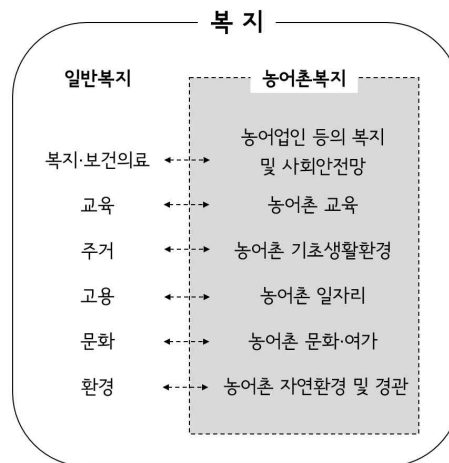 복 지
일반복지
농어촌복지
복지·보건의료
농어업인 등의 복지
및 사회안전망
교육
농어촌 교육
주거
농어촌 기초생활환경
고용
농어촌 일자리
문화
농어촌 문화·여가
환경
농어촌 자연환경 및 경관